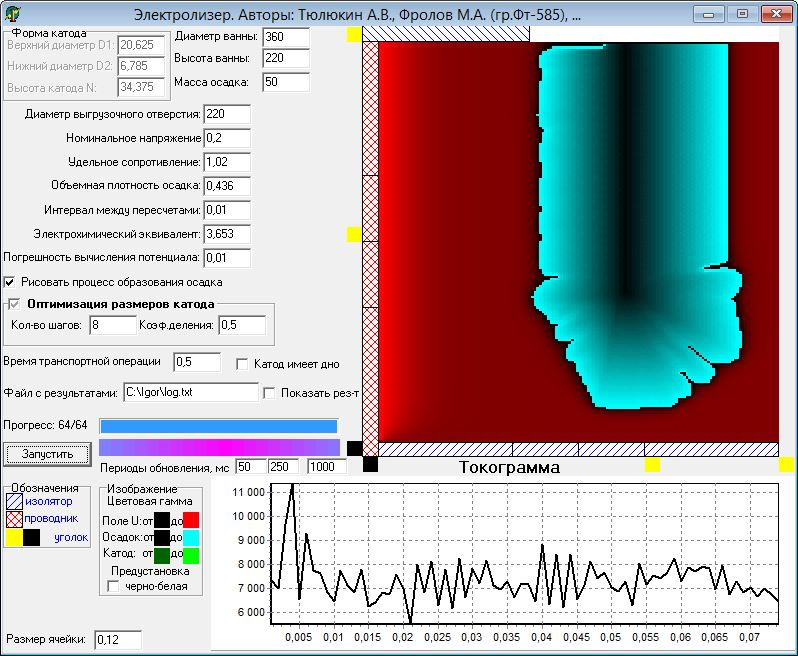 Электролизер. Авторы: Тюлюкин А.В., Фролов М.А. (гр.Фт-585), ...
Форма катода
Верхний диаметр D1: 20,625
Нижний диаметр D2: 6,785
Высота катода N: 34,375
Диаметр ванны: 360
Высота ванны: 220
Масса осадка: 50
Диаметр выгрузочного отверстия: 220
Номинальное напряжение 0,2
Удельное сопротивление: 1,02
Объемная плотность осадка: 0,436
Интервал между пересчетами: 0,01
Электрохимический эквивалент: 3,653
Погрешность вычисления потенциала: 0,01
Рисовать процесс образования осадка
Оптимизация размеров катода
Кол-во шагов: 8 Коэф.деления: 0,5
Время транспортной операции 0,5 Катод имеет дно
Файл с результатами: C:\Igor\log.txt Показать рез-т
Прогресс: 64/64
Запустить
Периоды обновления, мс 50 250 1000
Обозначения
изолятор
проводник
уголок
Изображение
Цветовая гамма
Поле U: от до
Осадок: от до
Катод: от до
Предустановка
черно-белая
Размер ячейки: 0,12
Токограмма
11 000
10 000
9 000
8 000
7 000
6 000
0,005 0,01 0,015 0,02 0,025 0,03 0,035 0,04 0,045 0,05 0,055 0,06 0,065 0,07